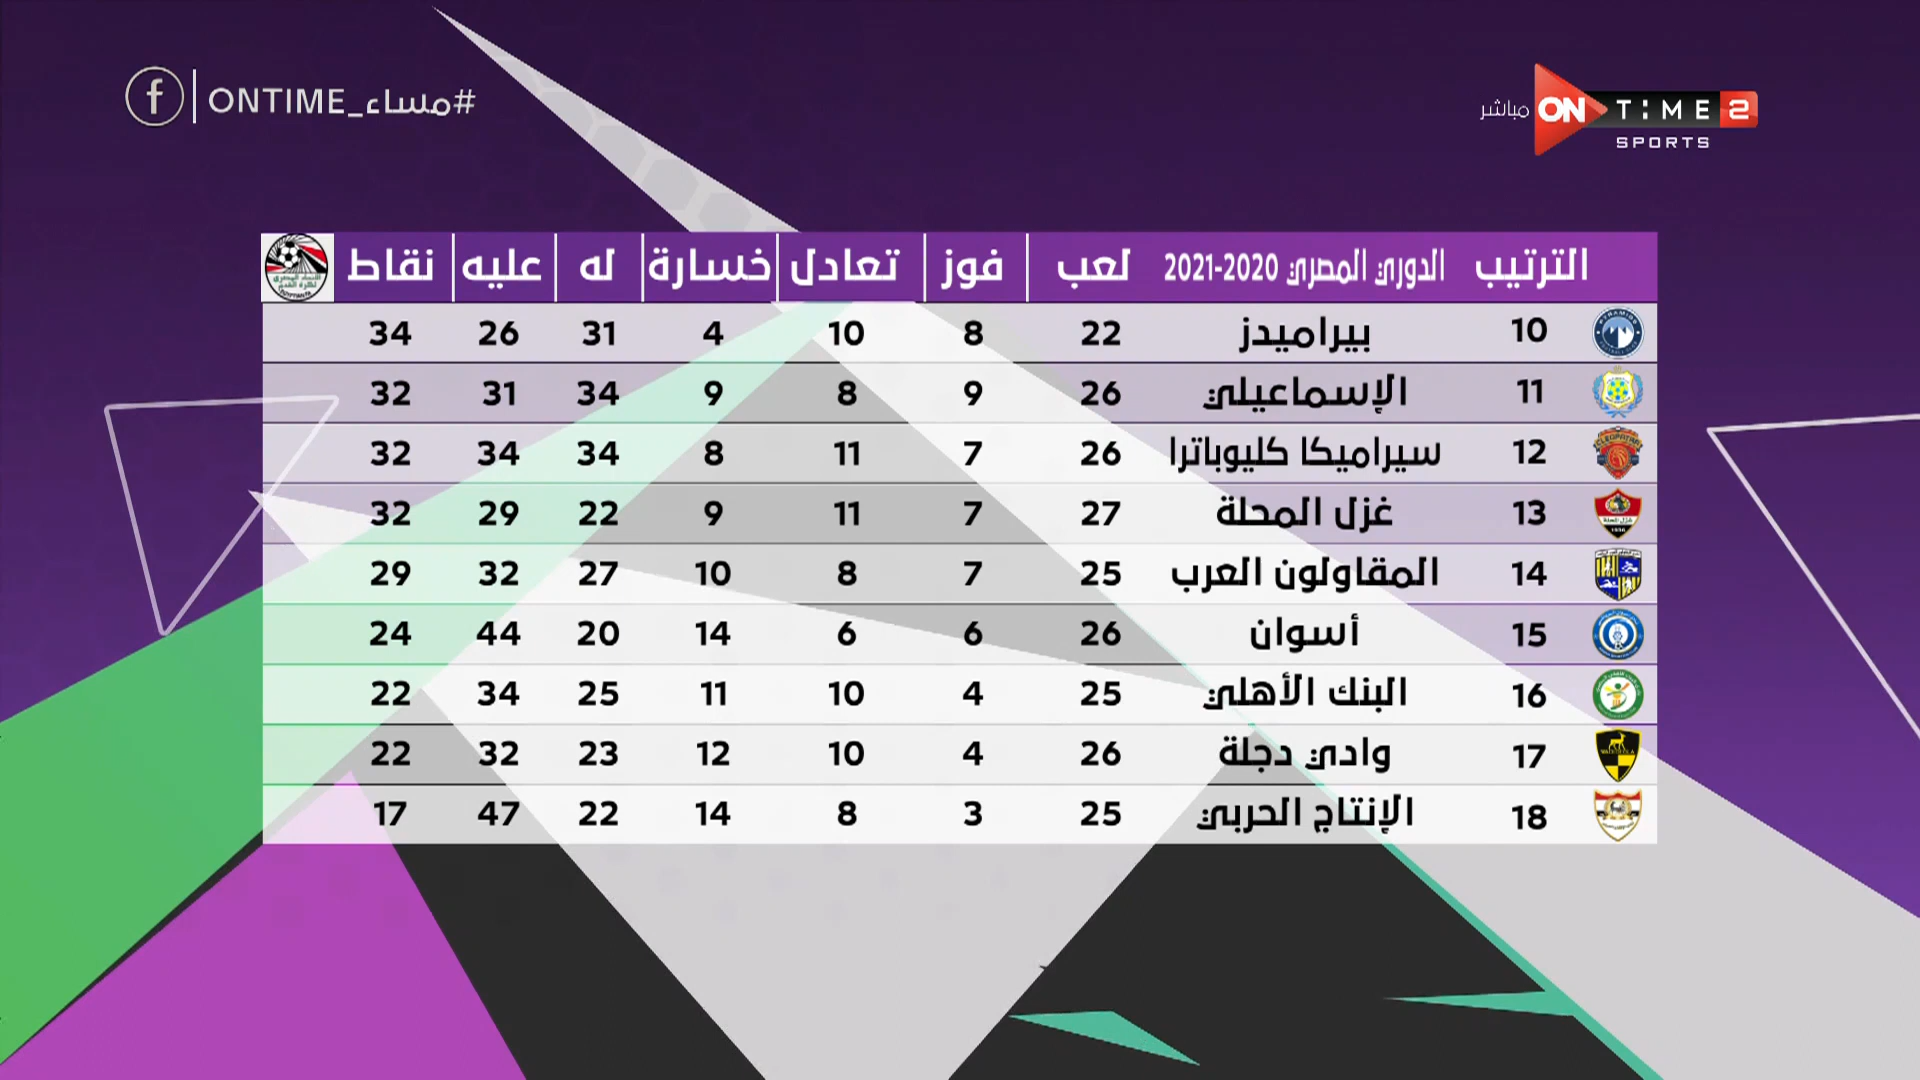 #مساء_ONTIME
مباشر ON TIME 2
SPORTS
الترتيب الدوري المصري 2020-2021 لعب فوز تعادل خسارة له عليه نقاط
10 بيراميدز 22 8 10 4 31 26 34
11 الإسماعيلي 26 9 8 9 34 31 32
12 سيراميكا كليوباترا 26 7 11 8 34 34 32
13 غزل المحلة 27 7 11 9 22 29 32
14 المقاولون العرب 25 7 8 10 27 32 29
15 أسوان 26 6 6 14 20 44 24
16 البنك الأهلي 25 4 10 11 25 34 22
17 وادي دجلة 26 4 10 12 23 32 22
18 الإنتاج الحربي 25 3 8 14 22 47 17